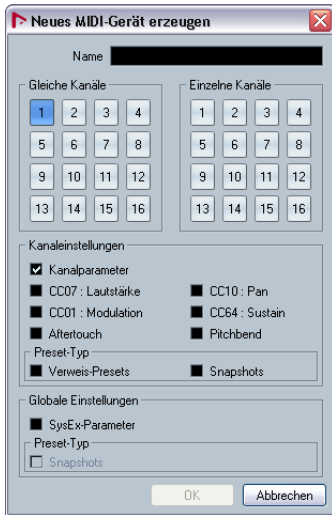 Neues MIDI-Gerät erzeugen
Name
Gleiche Kanäle Einzelne Kanäle
1 2 3 4 1 2 3 4
5 6 7 8 5 6 7 8
9 10 11 12 9 10 11 12
13 14 15 16 13 14 15 16
Kanaleinstellungen
Kanalparameter
CC07 : Lautstärke CC10 : Pan
CC01 : Modulation CC64 : Sustain
Aftertouch Pitchbend
Preset-Typ
Verweis-Presets Snapshots
Globale Einstellungen
SysEx-Parameter
Preset-Typ
Snapshots
OK Abbrechen